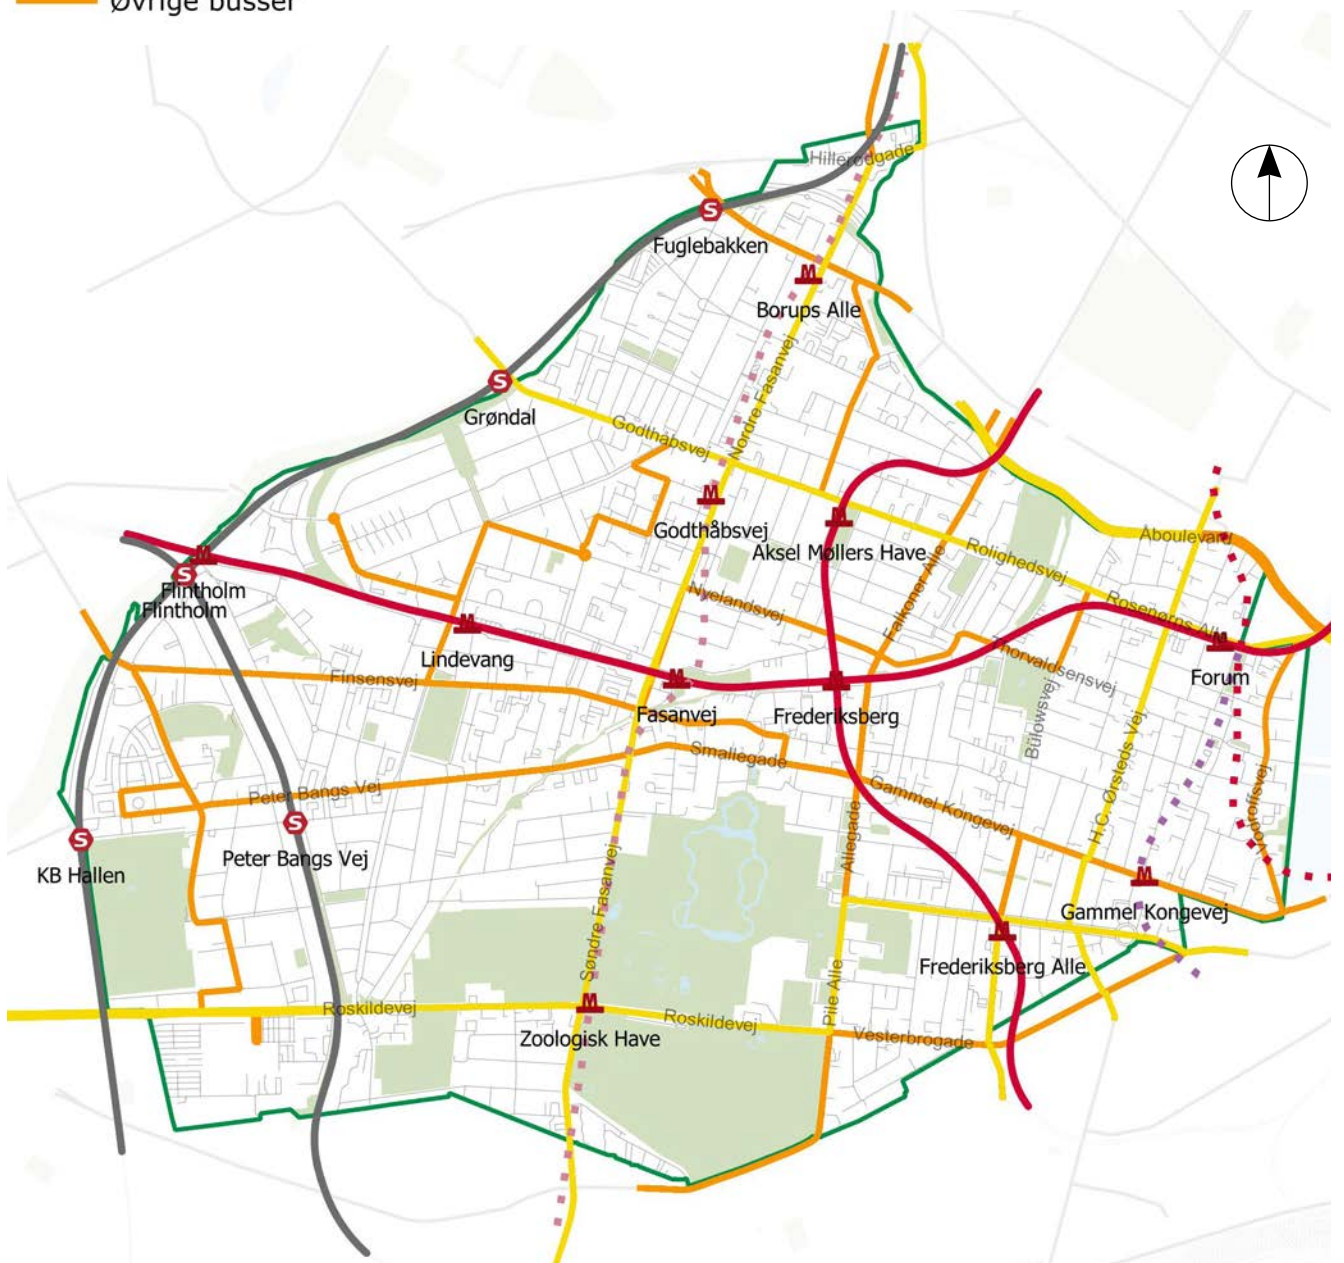 Øvrige busser
Hillerødgade
S
Fuglebakken
M
Borups Alle
Nordre Fasanvej
S
Grøndal
Godthåbsvej
M
Godthåbsvej
M
Aksel Møllers Have
Åboulevard
Rolighedsvej
Falkoner Alle
M
S
Flintholm
Flintholm
Nyelandsvej
Rosenørns Alle
M
Lindevang
M
Forum
Thorvaldsensvej
Finsensvej
M
Fasanvej
M
Frederiksberg
Bülowsvej
H.C. Ørsteds Vej
Smallegade
Peter Bangs Vej
Gammel Kongevej
Vodroffsvej
S
Peter Bangs Vej
S
KB Hallen
Allegade
M
Gammel Kongevej
Søndre Fasanvej
M
Frederiksberg Alle
Pile Alle
Roskildevej
M
Zoologisk Have
Roskildevej
Vesterbrogade